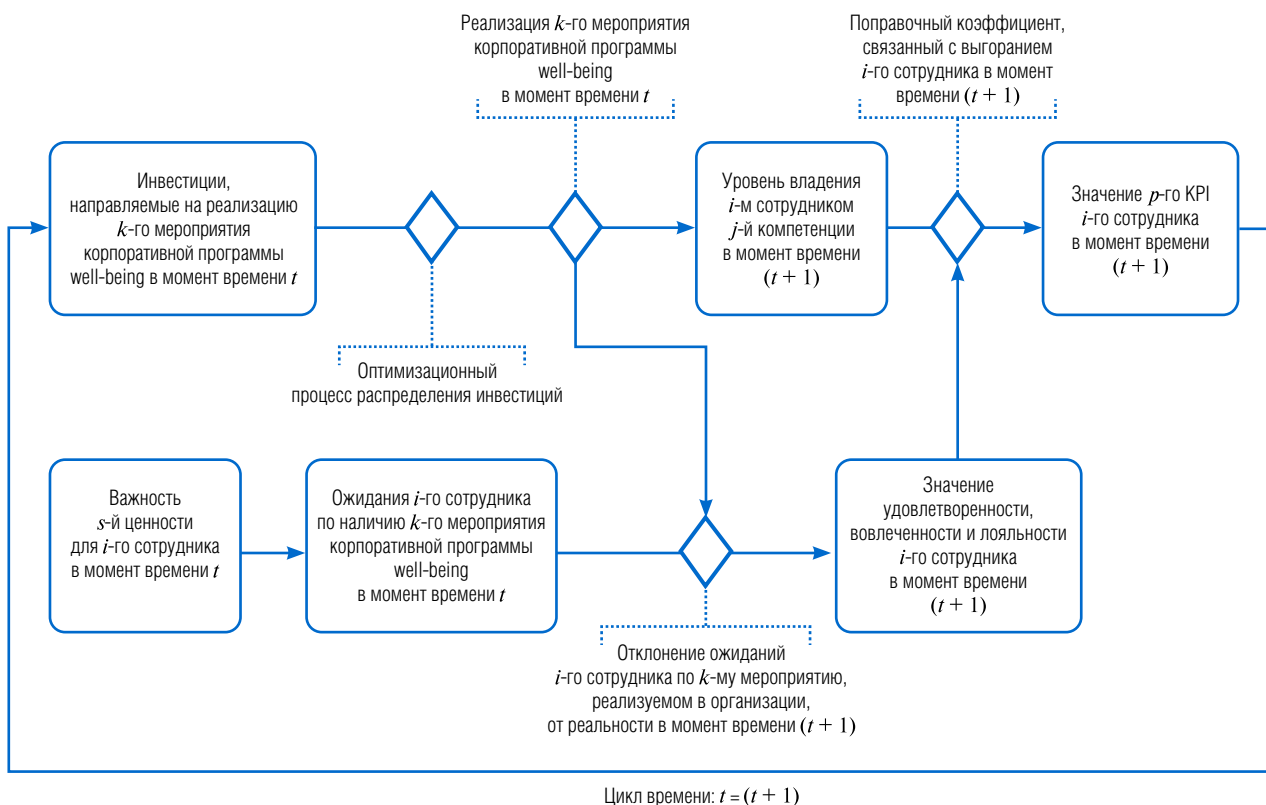 Реализация k-го мероприятия
корпоративной программы
well-being
в момент времени t
Поправочный коэффициент,
связанный с выгоранием
i-го сотрудника в момент
времени (t + 1)
Инвестиции,
направляемые на реализацию
k-го мероприятия
корпоративной программы
well-being в момент времени t
Уровень владения
i-м сотрудником
j-й компетенции
в момент времени
(t + 1)
Значение p-го KPI
i-го сотрудника
в момент времени
(t + 1)
Оптимизационный
процесс распределения инвестиций
Важность
s-й ценности
для i-го сотрудника
в момент времени t
Ожидания i-го сотрудника
по наличию k-го мероприятия
корпоративной программы
well-being
в момент времени t
Значение
удовлетворенности,
вовлеченности и лояльности
i-го сотрудника
в момент времени
(t + 1)
Отклонение ожиданий
i-го сотрудника по k-му мероприятию,
реализуемом в организации,
от реальности в момент времени (t + 1)
Цикл времени: t = (t + 1)